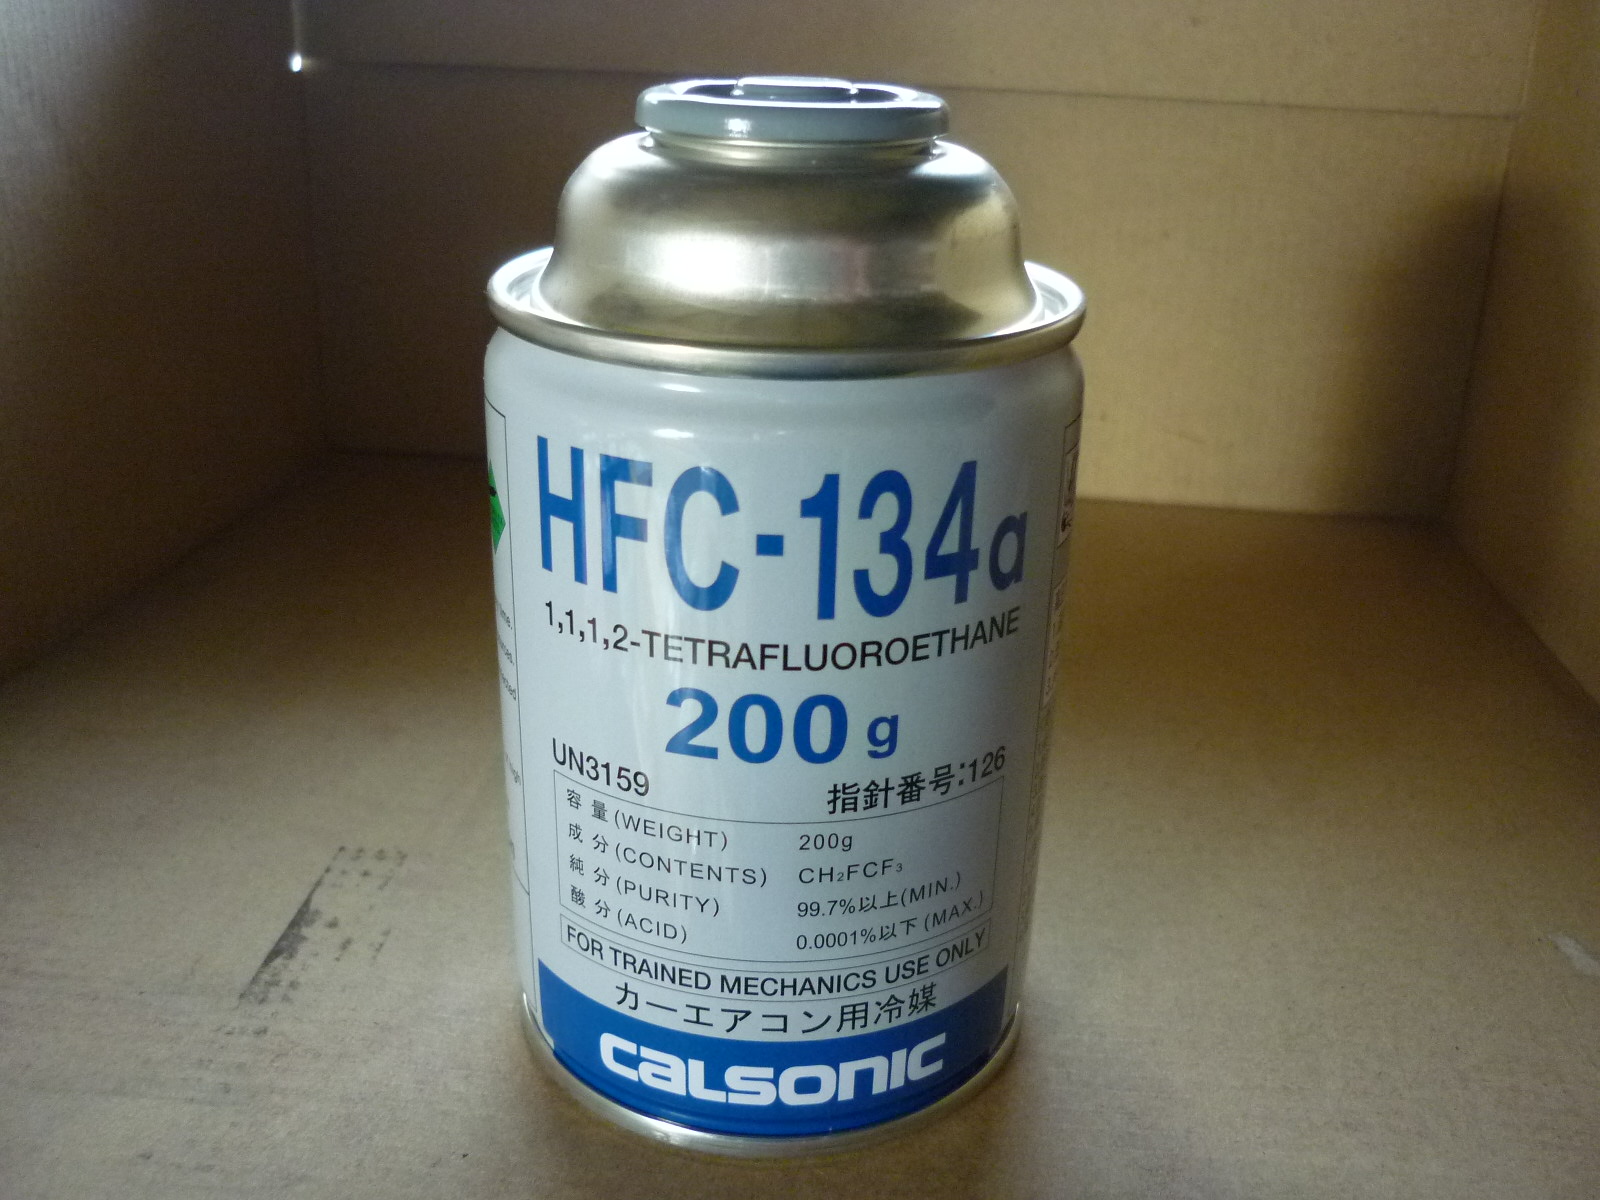 HFC-134a
1,1,1,2-TETRAFLUOROETHANE
200g
UN3159
指針番号:126
容量(WEIGHT) 200g
成分(CONTENTS) CH₂FCF₃
純分(PURITY) 99.7%以上(MIN.)
酸分(ACID) 0.0001%以下(MAX.)
FOR TRAINED MECHANICS USE ONLY
カーエアコン用冷媒
CALSONIC